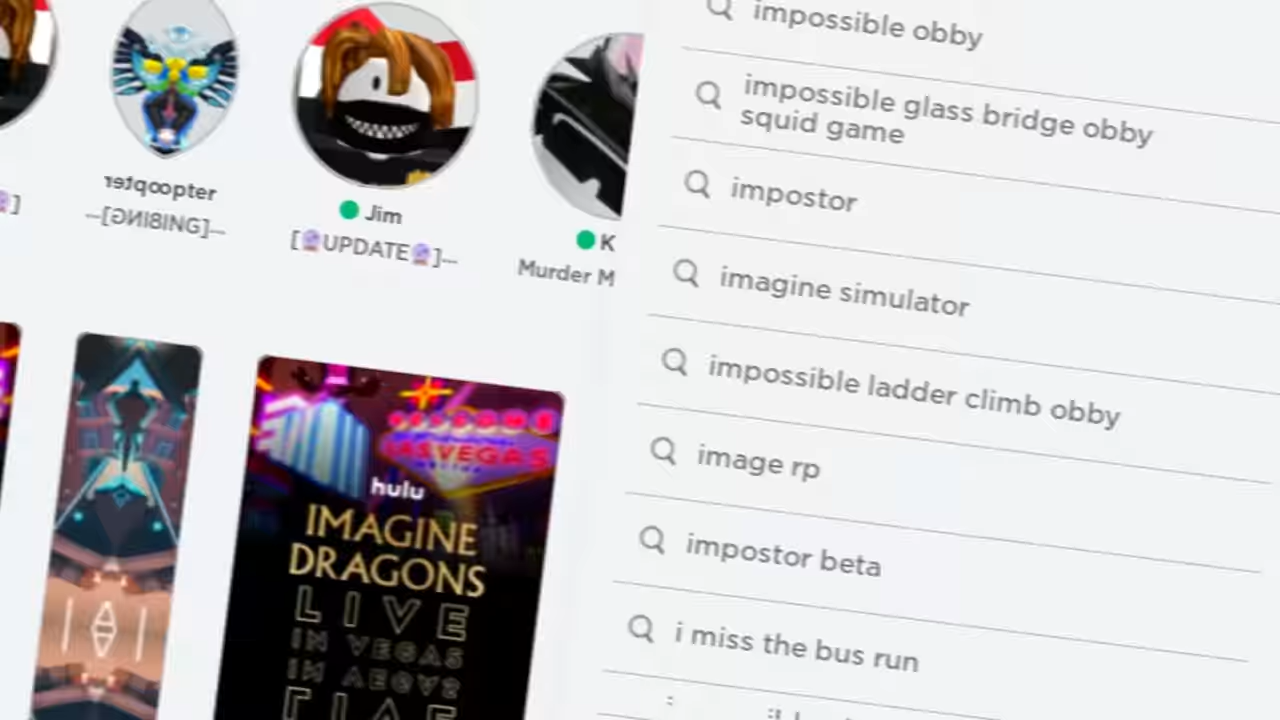 impossible obby
impossible glass bridge obby
squid game
impostor
Jim
[🔮UPDATE🔮]...
K
Murder M
imagine simulator
impossible ladder climb obby
image rp
hulu
IMAGINE
DRAGONS
LIVE
IN VEGAS
LAS VEGAS
impostor beta
i miss the bus run